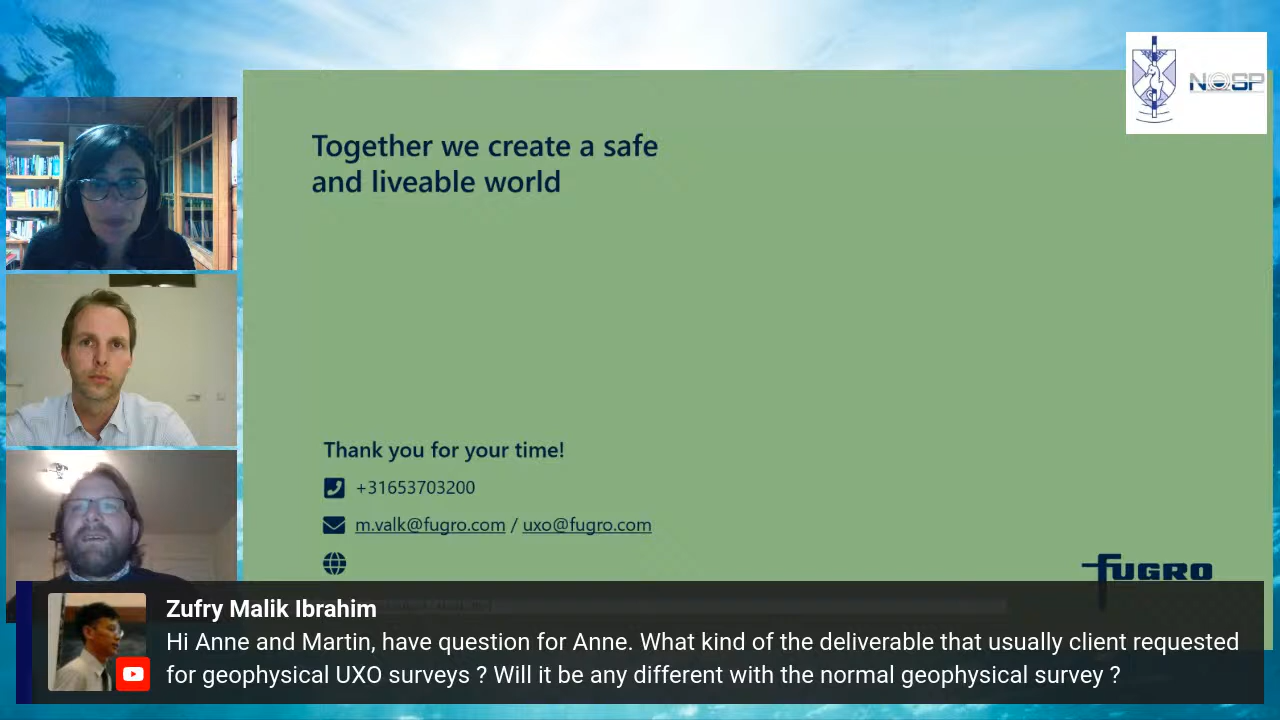 NOSP
Together we create a safe
and liveable world
Thank you for your time!
+31653703200
m.valk@fugro.com / uxo@fugro.com
fugro
Zufry Malik Ibrahim
Hi Anne and Martin, have question for Anne. What kind of the deliverable that usually client requested
for geophysical UXO surveys ? Will it be any different with the normal geophysical survey ?